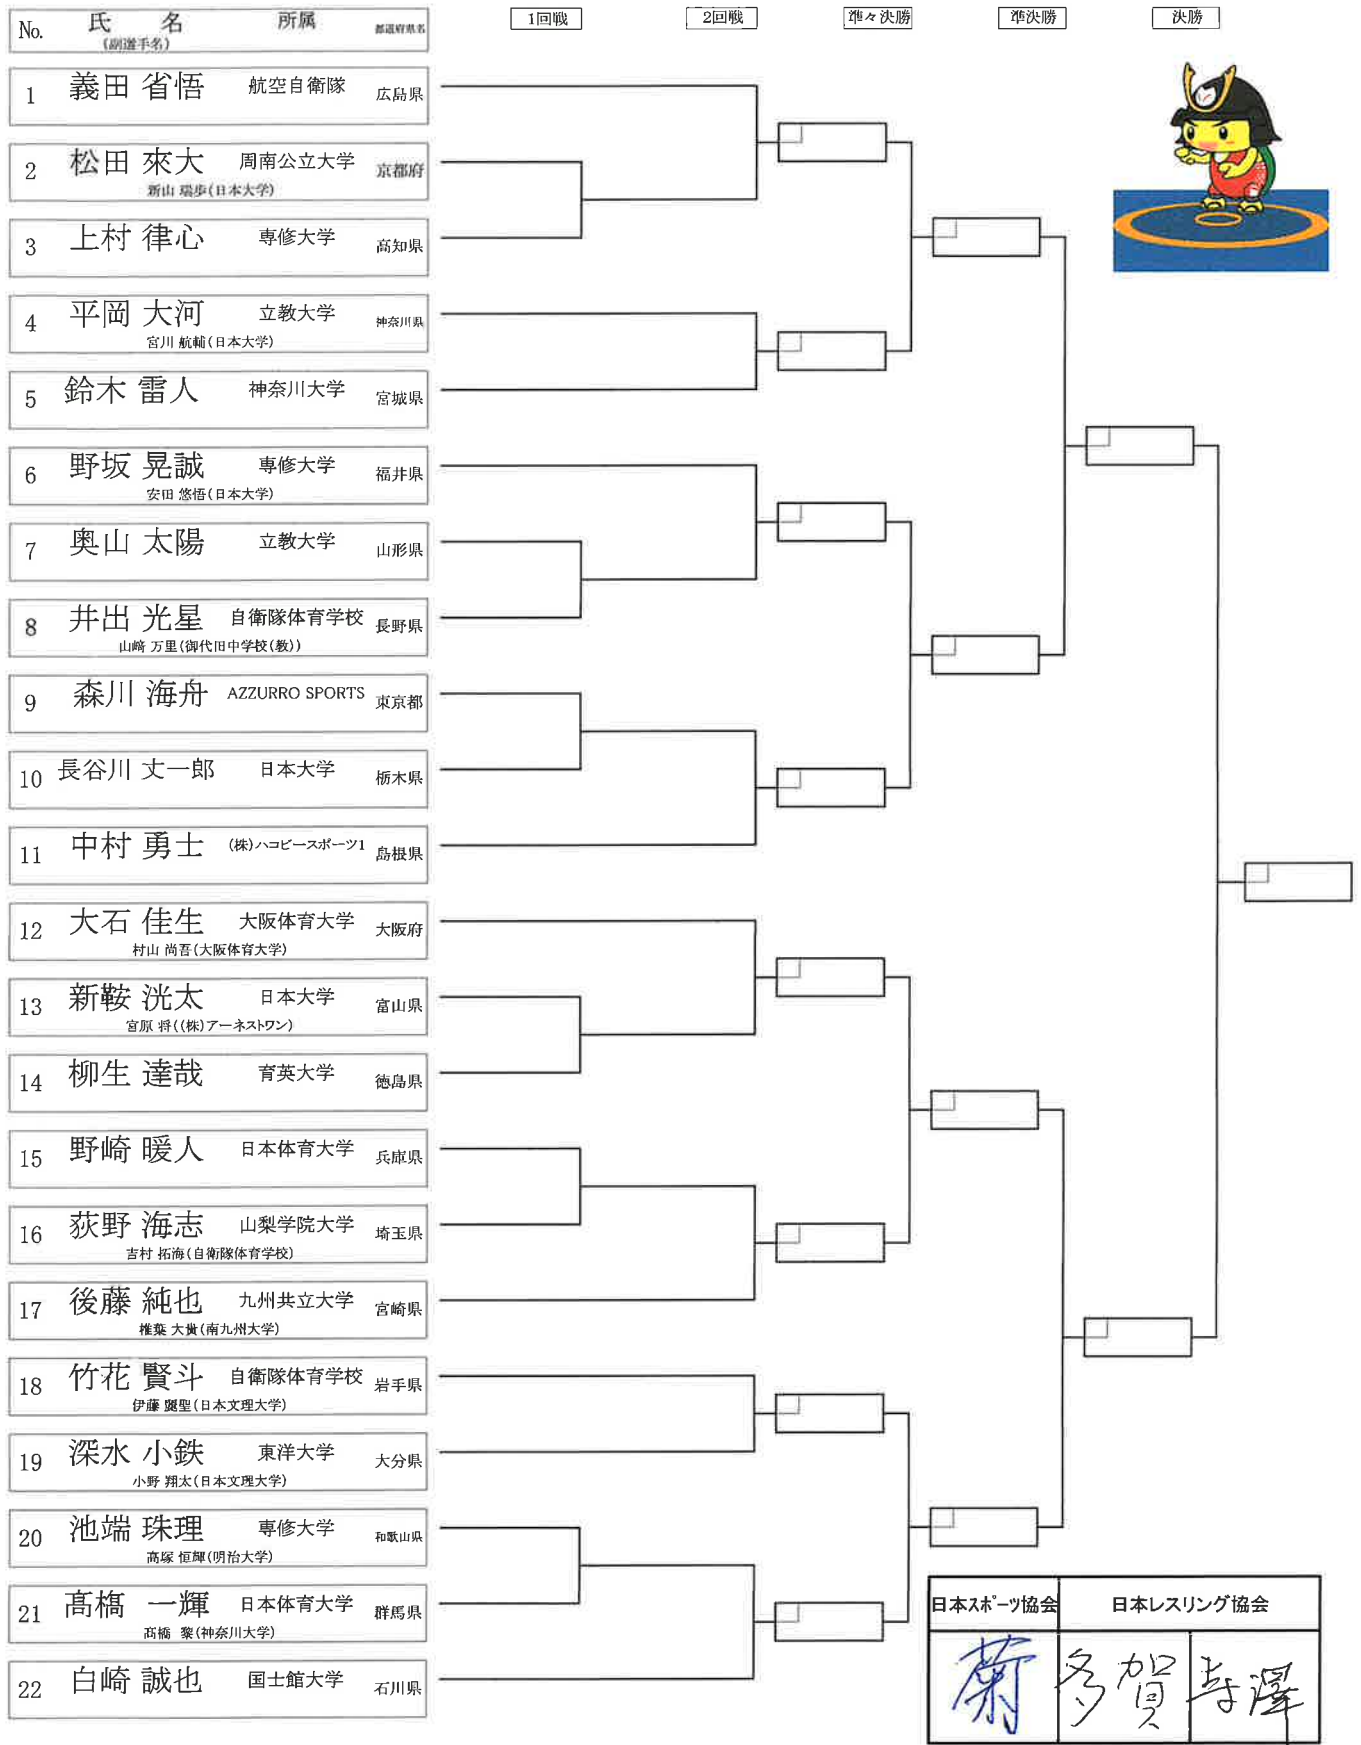 No. 氏 名 所属 都道府県名 1回戦 2回戦 準々決勝 準決勝 決勝
(副選手名)
1 義田 省悟 航空自衛隊 広島県
2 松田 來大 周南公立大学 京都府
新山 瑞歩(日本大学)
3 上村 律心 専修大学 高知県
4 平岡 大河 立教大学 神奈川県
宮川 航輔(日本大学)
5 鈴木 雷人 神奈川大学 宮城県
6 野坂 晃誠 専修大学 福井県
安田 悠悟(日本大学)
7 奥山 太陽 立教大学 山形県
8 井出 光星 自衛隊体育学校 長野県
山﨑 万里(御代田中学校(教))
9 森川 海舟 AZZURRO SPORTS 東京都
10 長谷川 丈一郎 日本大学 栃木県
11 中村 勇士 (株)ハコビースポーツ1 島根県
12 大石 佳生 大阪体育大学 大阪府
村山 尚吾(大阪体育大学)
13 新鞍 洸太 日本大学 富山県
宮原 将((株)アーネストワン)
14 柳生 達哉 育英大学 徳島県
15 野崎 暖人 日本体育大学 兵庫県
16 荻野 海志 山梨学院大学 埼玉県
吉村 拓海(自衛隊体育学校)
17 後藤 純也 九州共立大学 宮崎県
椎葉 大貴(南九州大学)
18 竹花 賢斗 自衛隊体育学校 岩手県
伊藤 颯聖(日本文理大学)
19 深水 小鉄 東洋大学 大分県
小野 翔太(日本文理大学)
20 池端 珠理 専修大学 和歌山県
高塚 恒輝(明治大学)
21 髙橋 一輝 日本体育大学 群馬県
髙橋 黎(神奈川大学)
22 白崎 誠也 国士館大学 石川県
日本スポーツ協会 日本レスリング協会
菊 多賀 寺澤